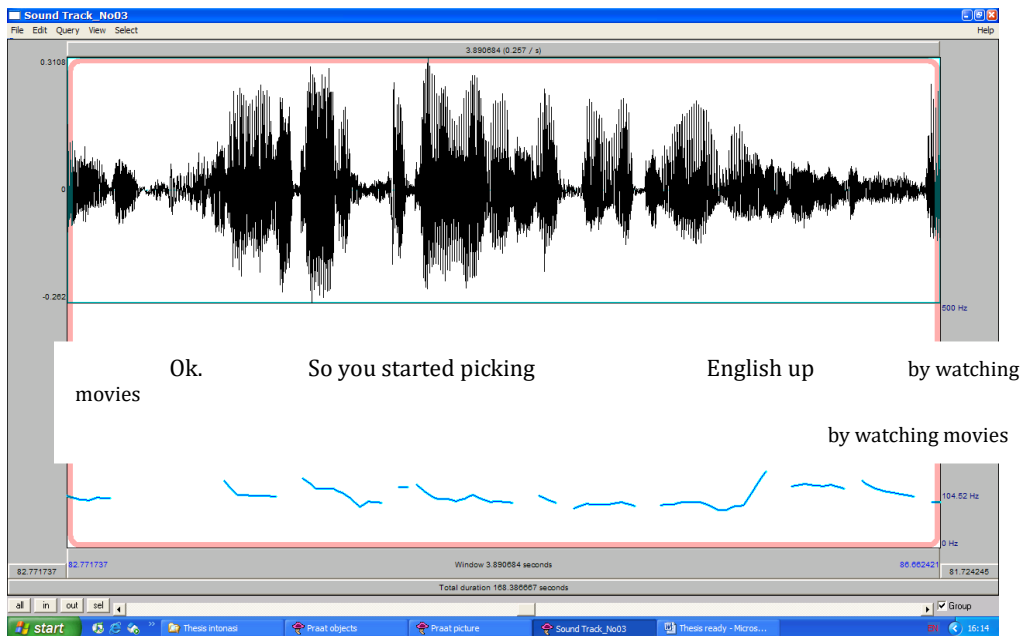 Sound Track_No03
File Edit Query View Select Help
3.890684 (0.257 / s)
0.3108
0
-0.262
500 Hz
Ok. So you started picking English up by watching
movies
by watching movies
104.52 Hz
0 Hz
82.771737 Window 3.890684 seconds 86.662421
82.771737 81.724245
Total duration 168.386667 seconds
all in out sel Group
start Thesis intonasi Praat objects Praat picture Sound Track_No03 Thesis ready - Micros... 16:14